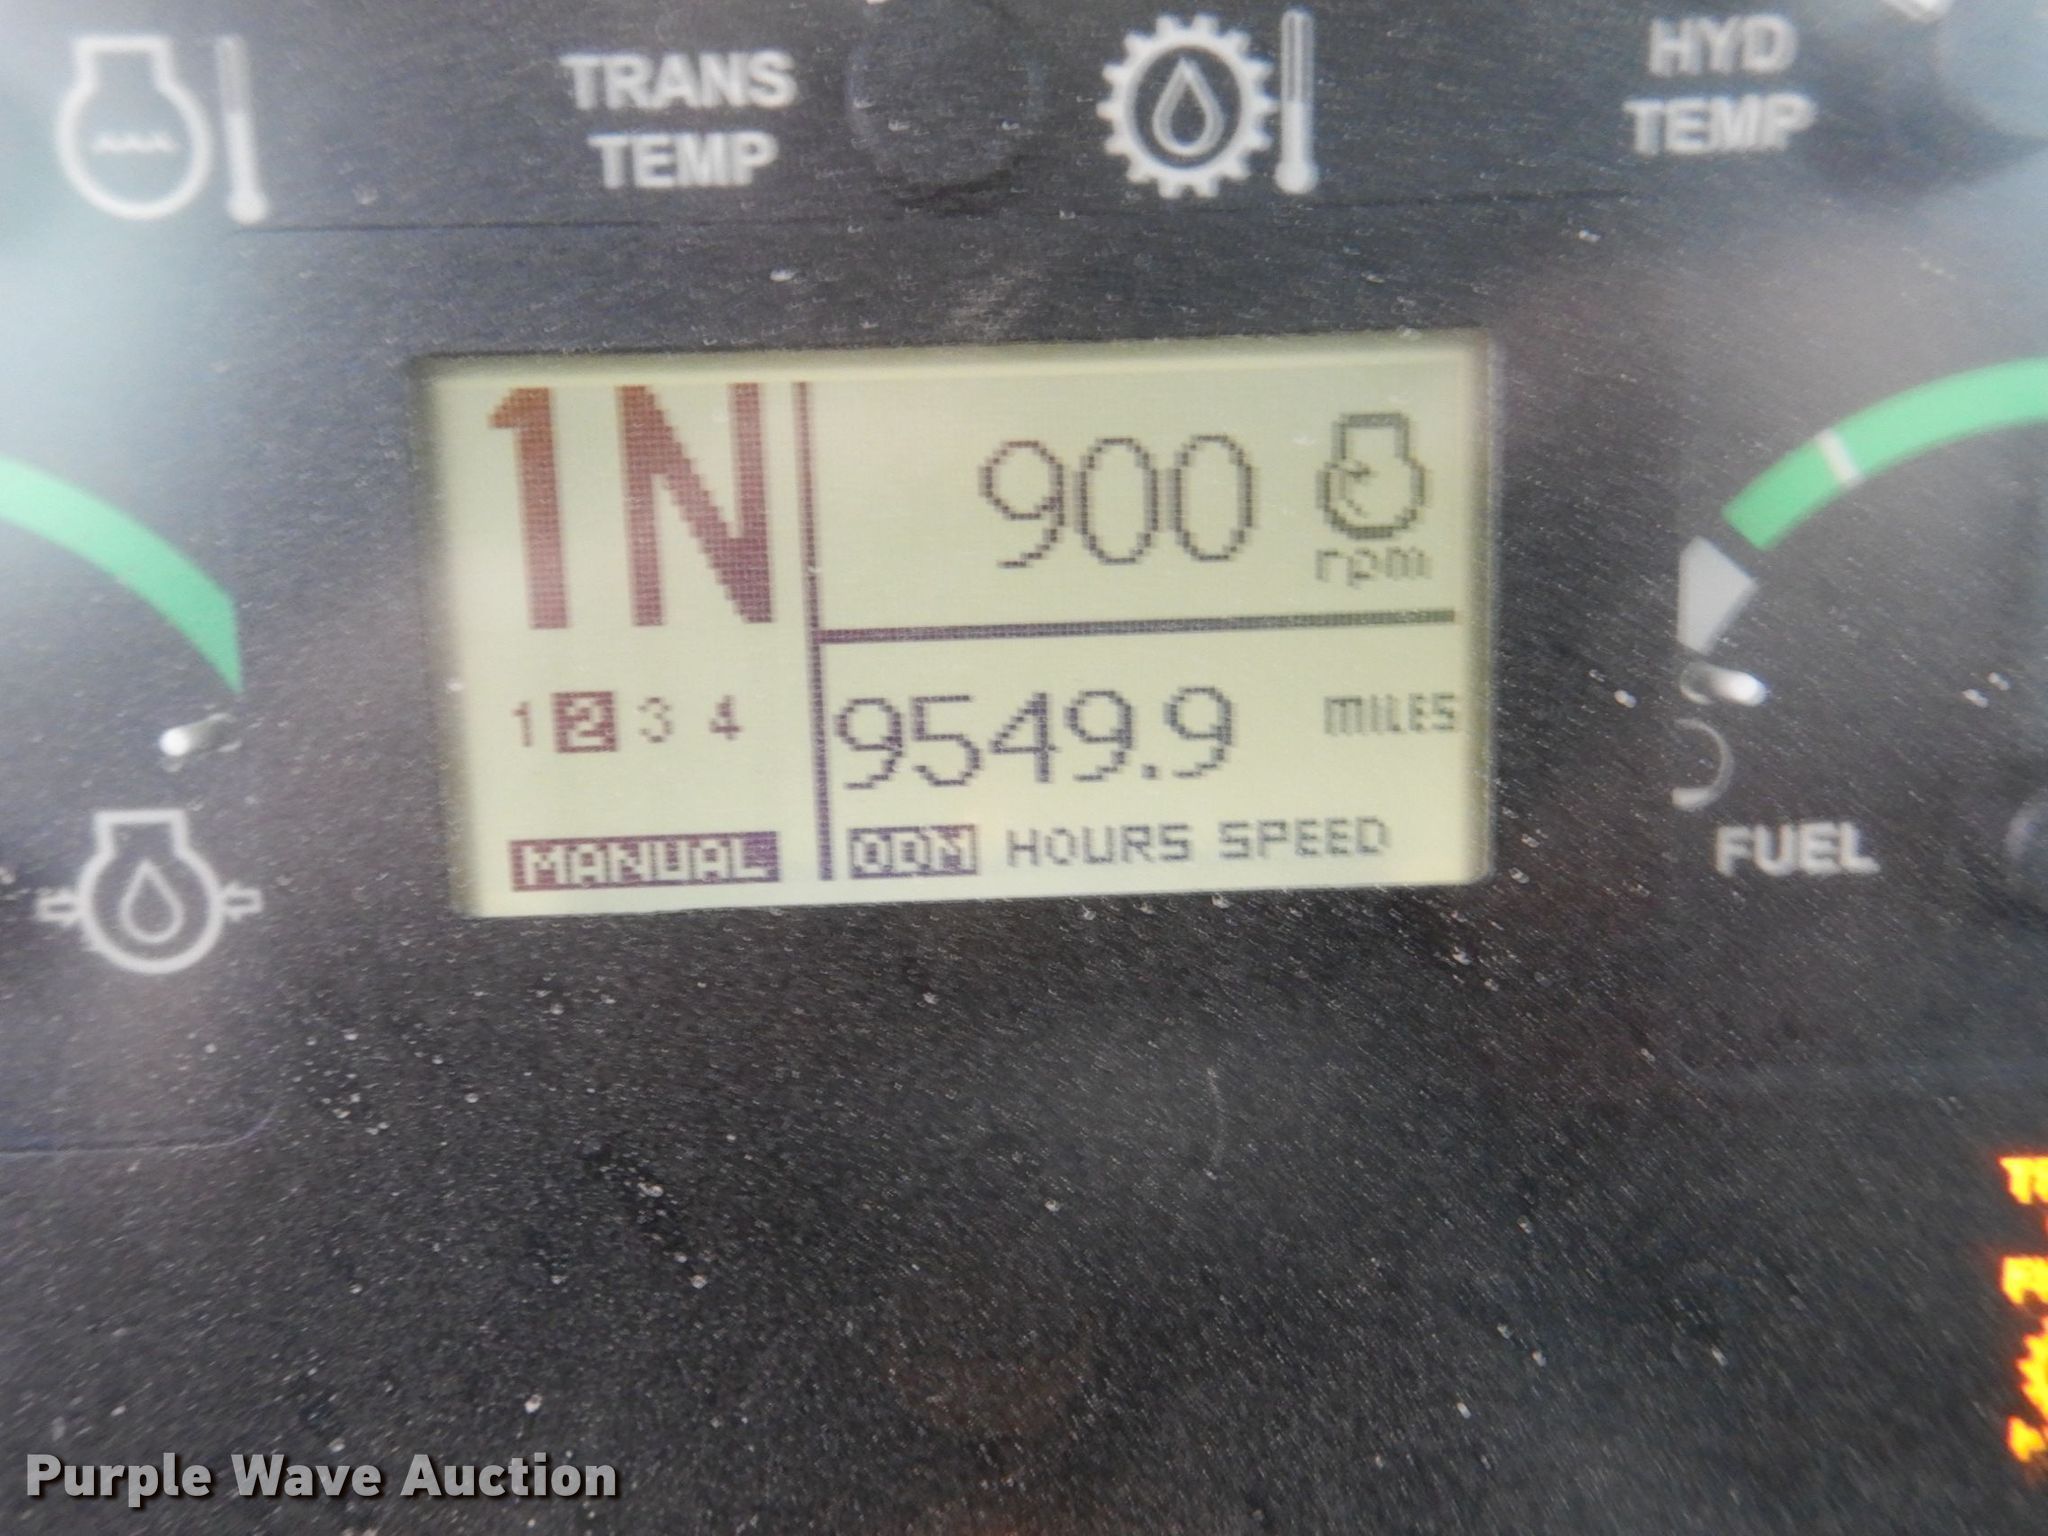 TRANS
TEMP
HYD
TEMP
1N
900
rpm
1 2 3 4
9549.9 MILES
MANUAL
ODM HOURS SPEED
FUEL
Purple Wave Auction